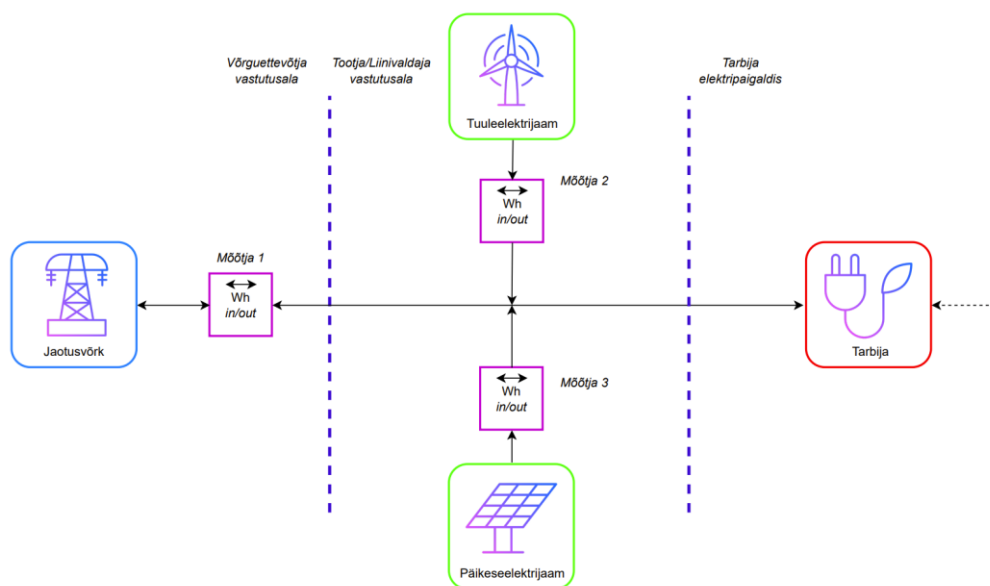 Võrguettevõtja
vastutusala
Tootja/Liinivaldaja
vastutusala
Tarbija
elektripaigaldis
Tuuleelektrijaam
Mõõtja 2
Wh
in/out
Mõõtja 1
Wh
in/out
Jaotusvõrk
Tarbija
Mõõtja 3
Wh
in/out
Päikeseelektrijaam